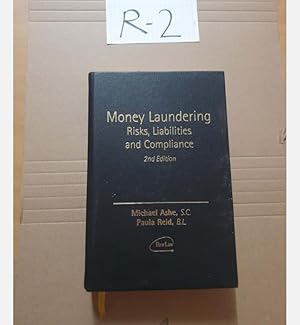 R-2
Money Laundering
Risks, Liabilities
and Compliance
2nd Edition
Michael Ashe, S.C.
Paula Reid, B.L.